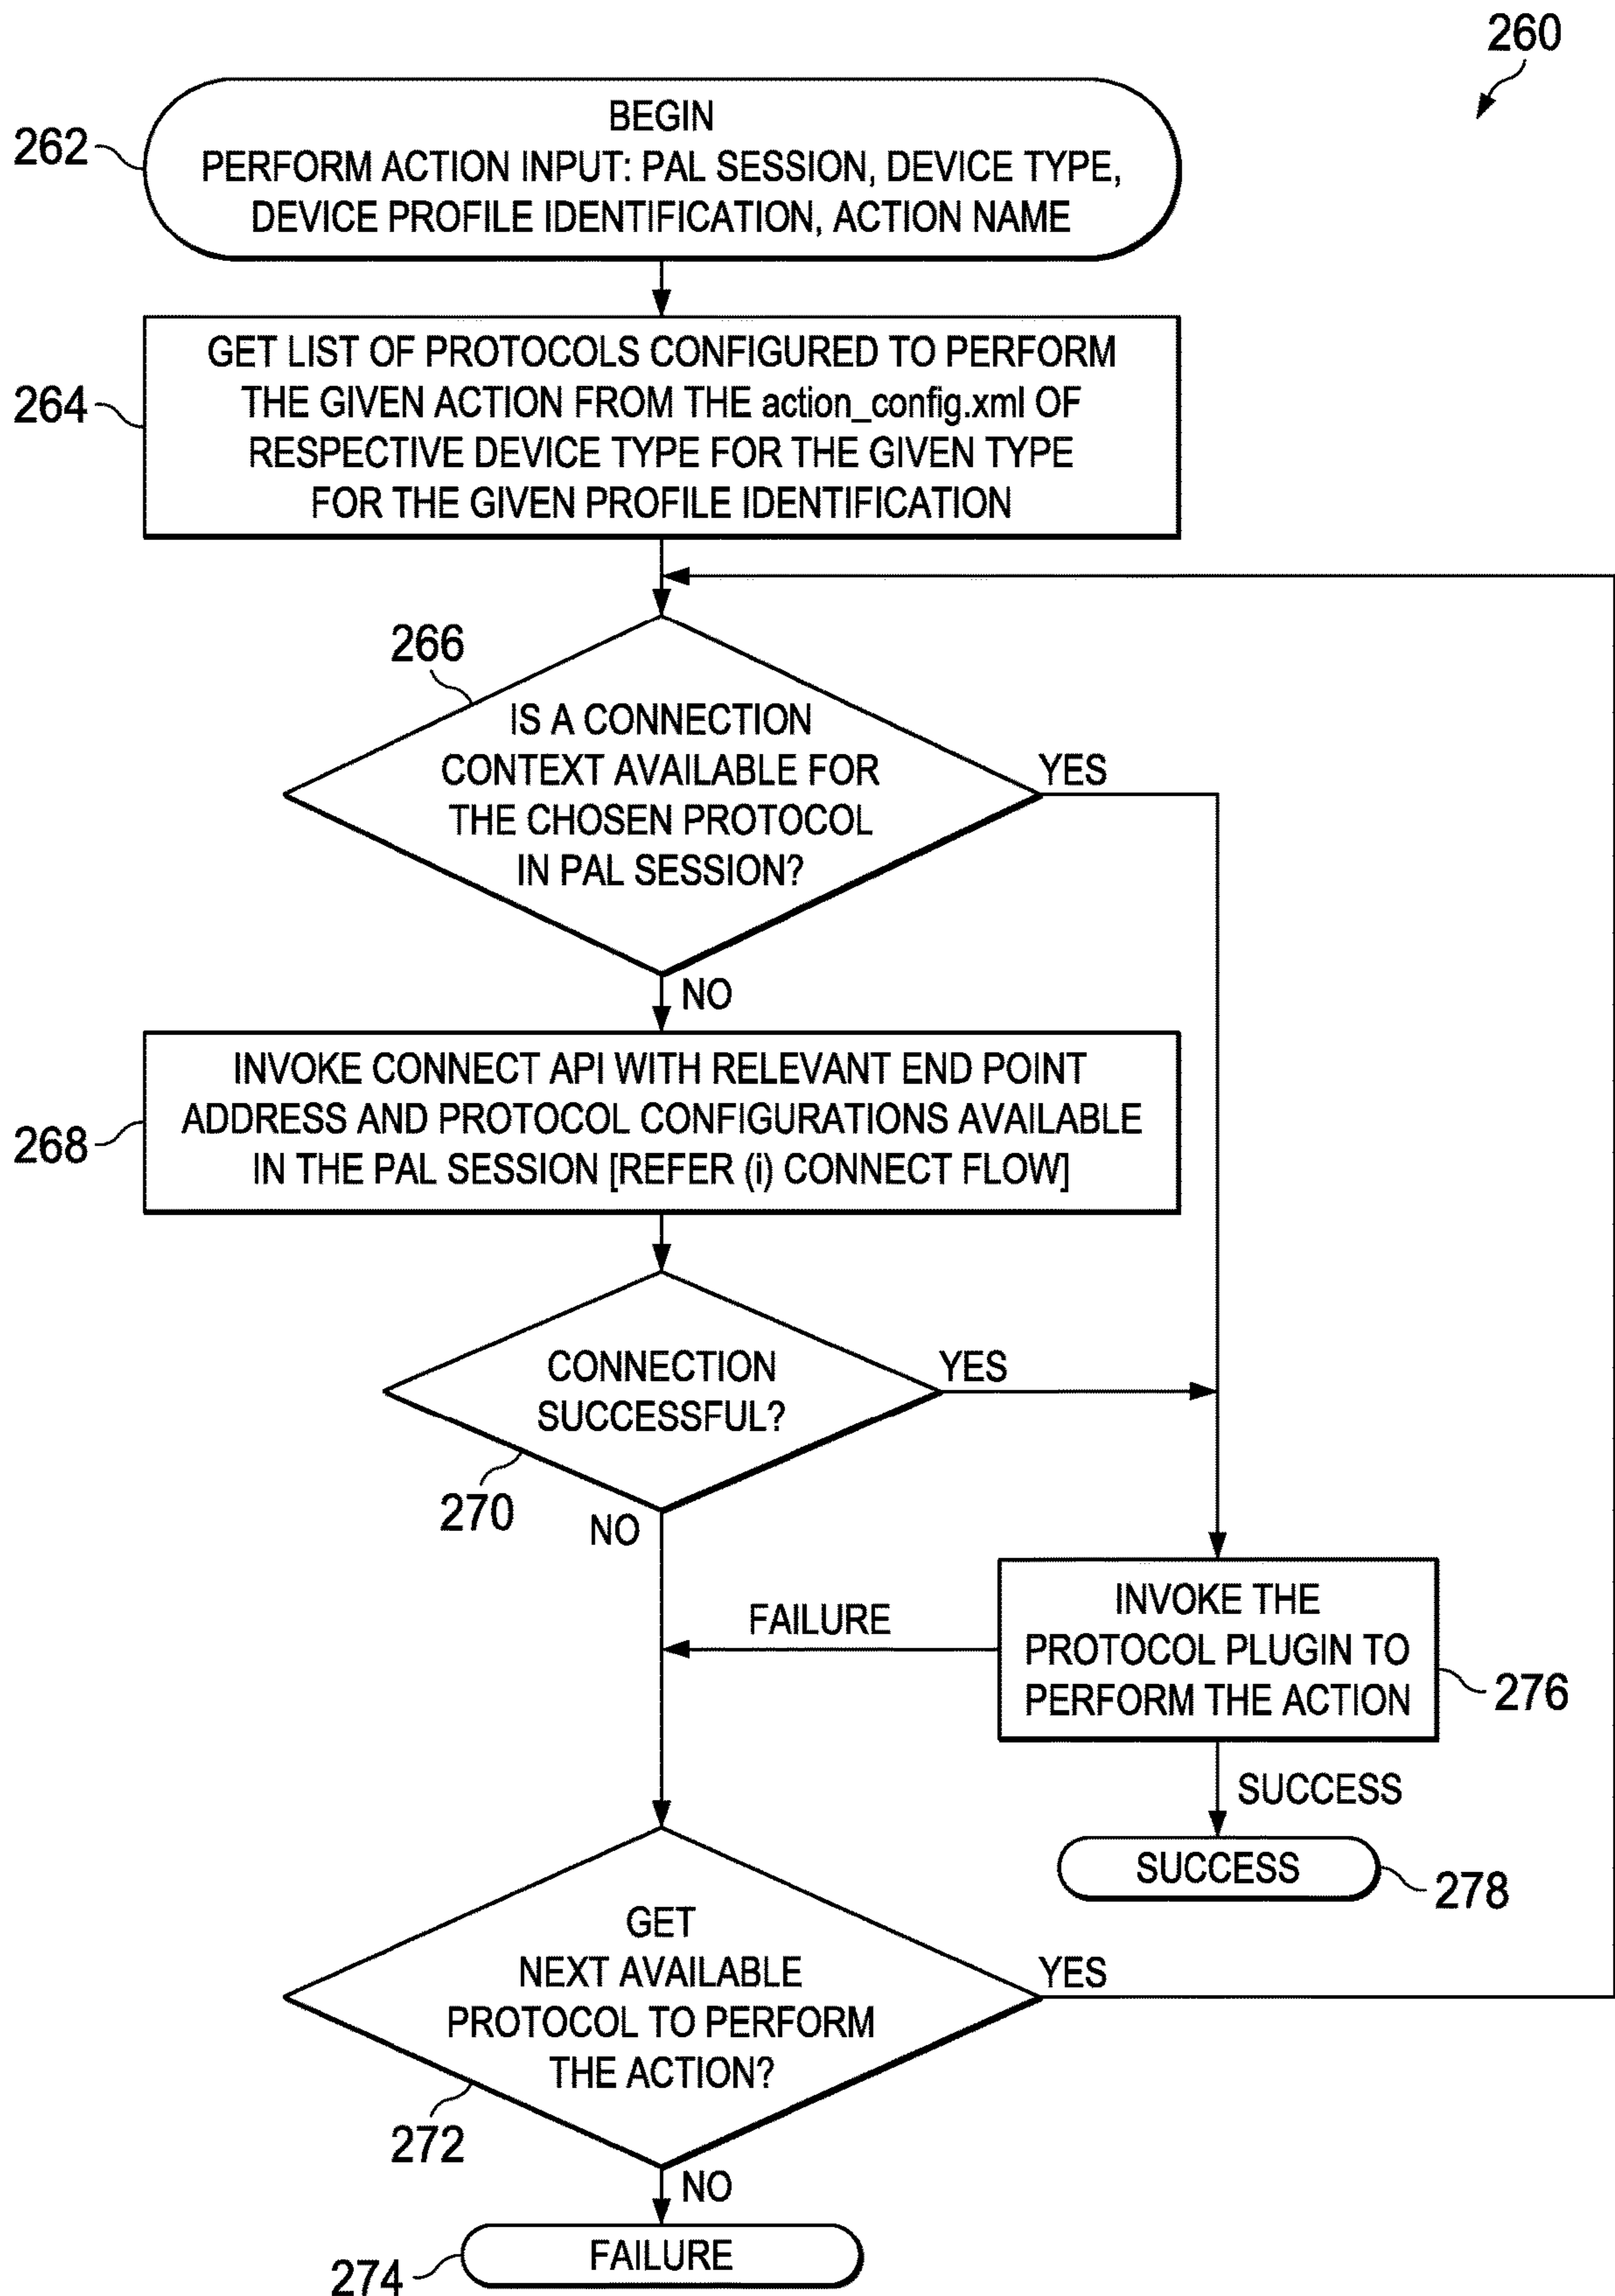 260
262
BEGIN
PERFORM ACTION INPUT: PAL SESSION, DEVICE TYPE,
DEVICE PROFILE IDENTIFICATION, ACTION NAME
264
GET LIST OF PROTOCOLS CONFIGURED TO PERFORM
THE GIVEN ACTION FROM THE action_config.xml OF
RESPECTIVE DEVICE TYPE FOR THE GIVEN TYPE
FOR THE GIVEN PROFILE IDENTIFICATION
266
IS A CONNECTION
CONTEXT AVAILABLE FOR
THE CHOSEN PROTOCOL
IN PAL SESSION?
YES
NO
268
INVOKE CONNECT API WITH RELEVANT END POINT
ADDRESS AND PROTOCOL CONFIGURATIONS AVAILABLE
IN THE PAL SESSION [REFER (i) CONNECT FLOW]
CONNECTION
SUCCESSFUL?
YES
270
NO
INVOKE THE
PROTOCOL PLUGIN TO
PERFORM THE ACTION
276
FAILURE
SUCCESS
SUCCESS
278
GET
NEXT AVAILABLE
PROTOCOL TO PERFORM
THE ACTION?
YES
272
NO
FAILURE
274